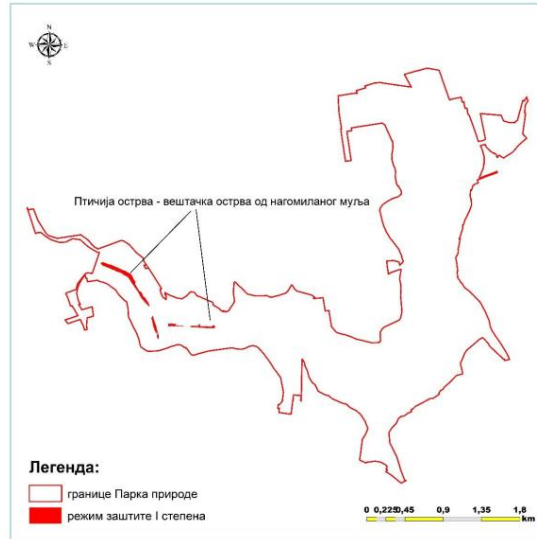 N
W E
S
Птичија острва - вештачка острва од нагомиланог муља
Легенда:
границе Парка природе
режим заштите I степена
0 0,2250,45 0,9 1,35 1,8
km